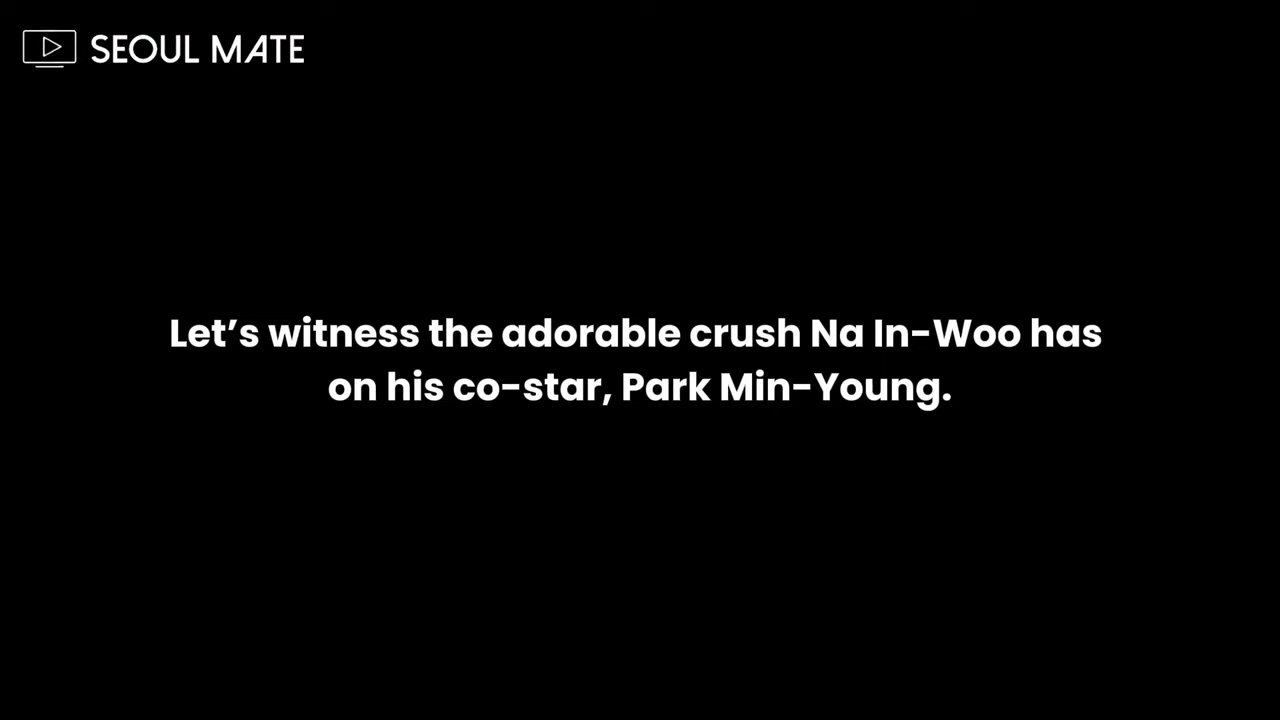 SEOUL MATE
Let’s witness the adorable crush Na In-Woo has
on his co-star, Park Min-Young.